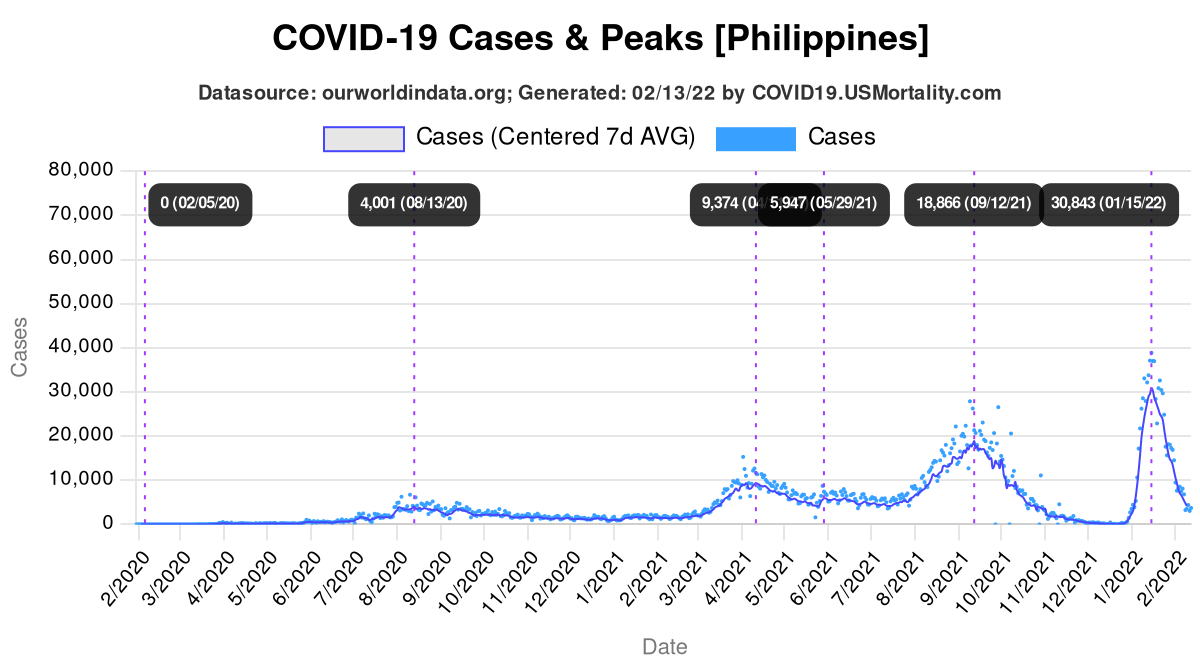 COVID-19 Cases & Peaks [Philippines]
Datasource: ourworldindata.org; Generated: 02/13/22 by COVID19.USMortality.com
Cases (Centered 7d AVG) Cases
80,000
0 (02/05/20) 4,001 (08/13/20) 9,374 (04/ 5,947 (05/29/21) 18,866 (09/12/21) 30,843 (01/15/22)
70,000
60,000
50,000
40,000
30,000
20,000
10,000
0
Cases
2/2020 3/2020 4/2020 5/2020 6/2020 7/2020 8/2020 9/2020 10/2020 11/2020 12/2020 1/2021 2/2021 3/2021 4/2021 5/2021 6/2021 7/2021 8/2021 9/2021 10/2021 11/2021 12/2021 1/2022 2/2022
Date